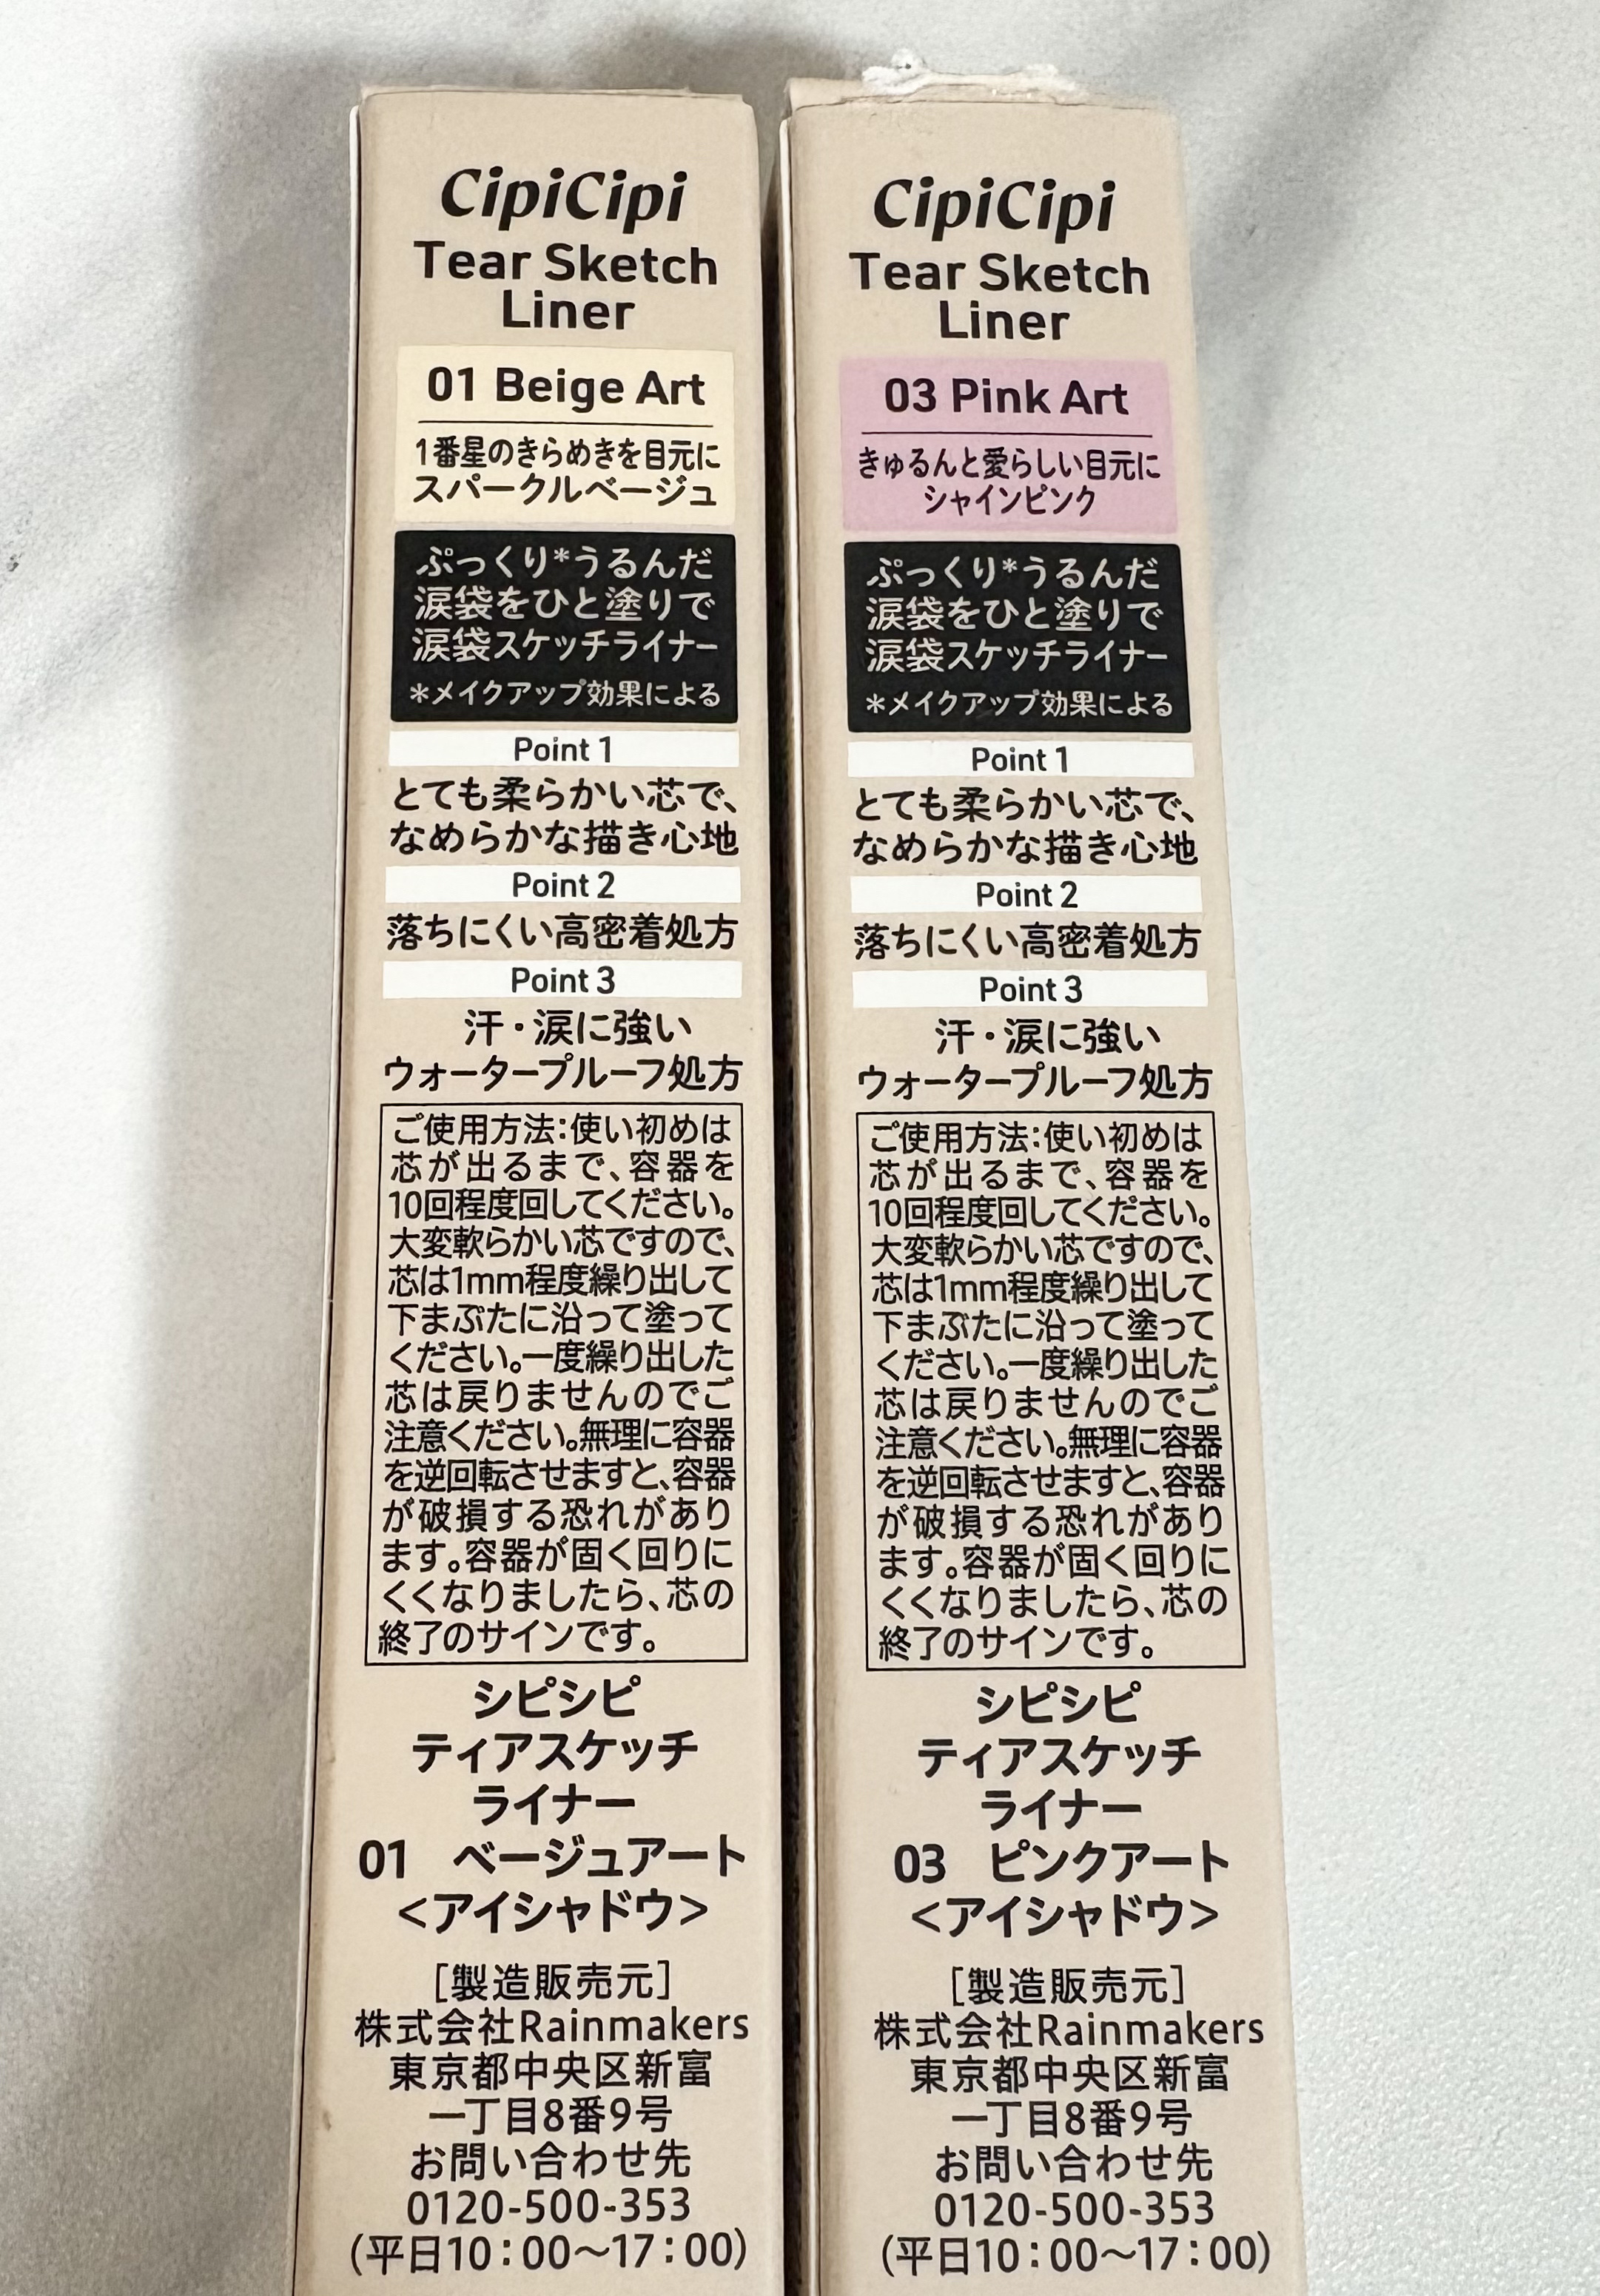 CipiCipi
Tear Sketch
Liner
01 Beige Art
1番星のきらめきを目元に
スパークルベージュ
ぷっくり*うるんだ
涙袋をひと塗りで
涙袋スケッチライナー
*メイクアップ効果による
Point 1
とても柔らかい芯で、
なめらかな描き心地
Point 2
落ちにくい高密着処方
Point 3
汗・涙に強い
ウォータープルーフ処方
ご使用方法:使い初めは
芯が出るまで、容器を
10回程度回してください。
大変軟らかい芯ですので、
芯は1mm程度繰り出して
下まぶたに沿って塗って
ください。一度繰り出した
芯は戻りませんのでご
注意ください。無理に容器
を逆回転させますと、容器
が破損する恐れがあり
ます。容器が固く回りに
くくなりましたら、芯の
終了のサインです。
シピシピ
ティアスケッチ
ライナー
01 ベージュアート
<アイシャドウ>
[製造販売元]
株式会社Rainmakers
東京都中央区新富
一丁目8番9号
お問い合わせ先
0120-500-353
(平日10:00~17:00)
CipiCipi
Tear Sketch
Liner
03 Pink Art
きゅるんと愛らしい目元に
シャインピンク
ぷっくり*うるんだ
涙袋をひと塗りで
涙袋スケッチライナー
*メイクアップ効果による
Point 1
とても柔らかい芯で、
なめらかな描き心地
Point 2
落ちにくい高密着処方
Point 3
汗・涙に強い
ウォータープルーフ処方
ご使用方法:使い初めは
芯が出るまで、容器を
10回程度回してください。
大変軟らかい芯ですので、
芯は1mm程度繰り出して
下まぶたに沿って塗って
ください。一度繰り出した
芯は戻りませんのでご
注意ください。無理に容器
を逆回転させますと、容器
が破損する恐れがあり
ます。容器が固く回りに
くくなりましたら、芯の
終了のサインです。
シピシピ
ティアスケッチ
ライナー
03 ピンクアート
<アイシャドウ>
[製造販売元]
株式会社Rainmakers
東京都中央区新富
一丁目8番9号
お問い合わせ先
0120-500-353
(平日10:00~17:00)